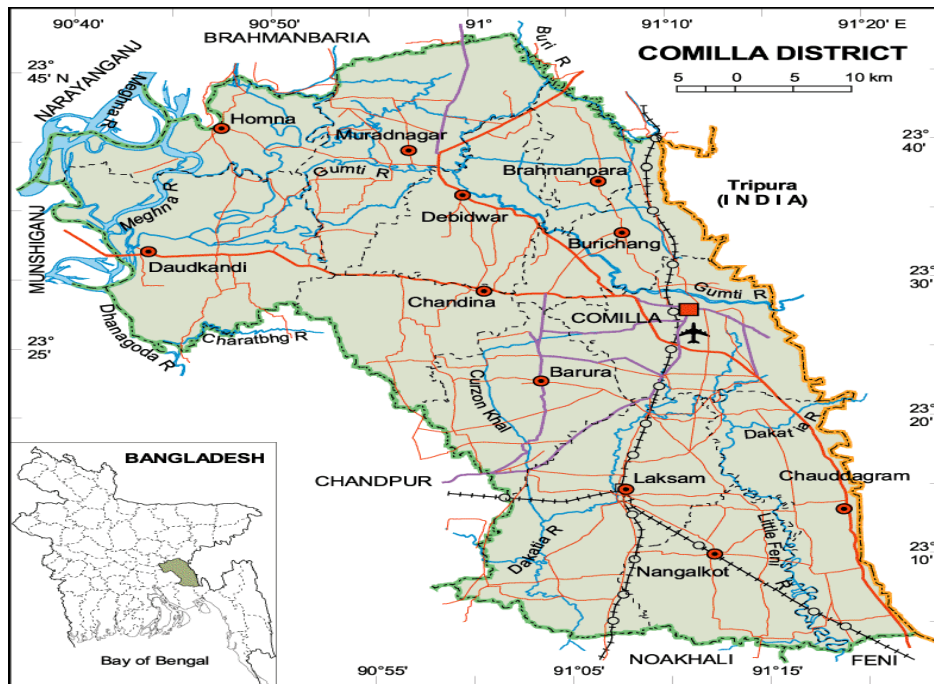 90°40'
90°50'
91°
91°10'
91°20' E
BRAHMANBARIA
Buri R
COMILLA DISTRICT
5 0 5 10 km
23°
45' N
NARAYANGANJ
Meghna R
Homna
Muradnagar
23°
40'
Gumti R
Brahmanpara
Tripura
(INDIA)
MUNSHIGANJ
Meghna R
Debidwar
Burichang
Daudkandi
23°
30'
Chandina
Gumti R
COMILLA
Dhanagoda R
Charatbhg R
23°
25'
Curzon Khal
Barura
23°
20'
Dakatia R
BANGLADESH
CHANDPUR
Laksam
Chauddagram
Dakatia R
Little Feni R
23°
10'
Nangalkot
Bay of Bengal
NOAKHALI
FENI
90°55'
91°05'
91°15'